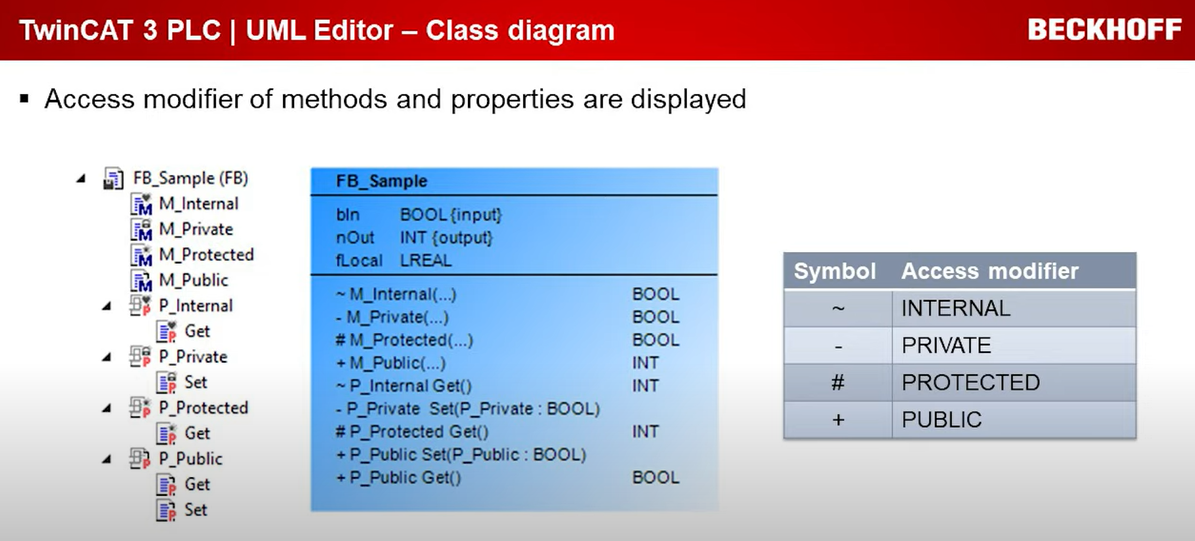 TwinCAT 3 PLC | UML Editor – Class diagram
BECKHOFF
▪ Access modifier of methods and properties are displayed
FB_Sample (FB)
M_Internal
M_Private
M_Protected
M_Public
P_Internal
Get
P_Private
Set
P_Protected
Get
P_Public
Get
Set
FB_Sample
bIn BOOL {input}
nOut INT {output}
fLocal LREAL
~ M_Internal(...) BOOL
- M_Private(...) BOOL
# M_Protected(...) BOOL
+ M_Public(...) INT
~ P_Internal Get() INT
- P_Private Set(P_Private : BOOL)
# P_Protected Get() INT
+ P_Public Set(P_Public : BOOL)
+ P_Public Get() BOOL
Symbol Access modifier
~ INTERNAL
- PRIVATE
# PROTECTED
+ PUBLIC